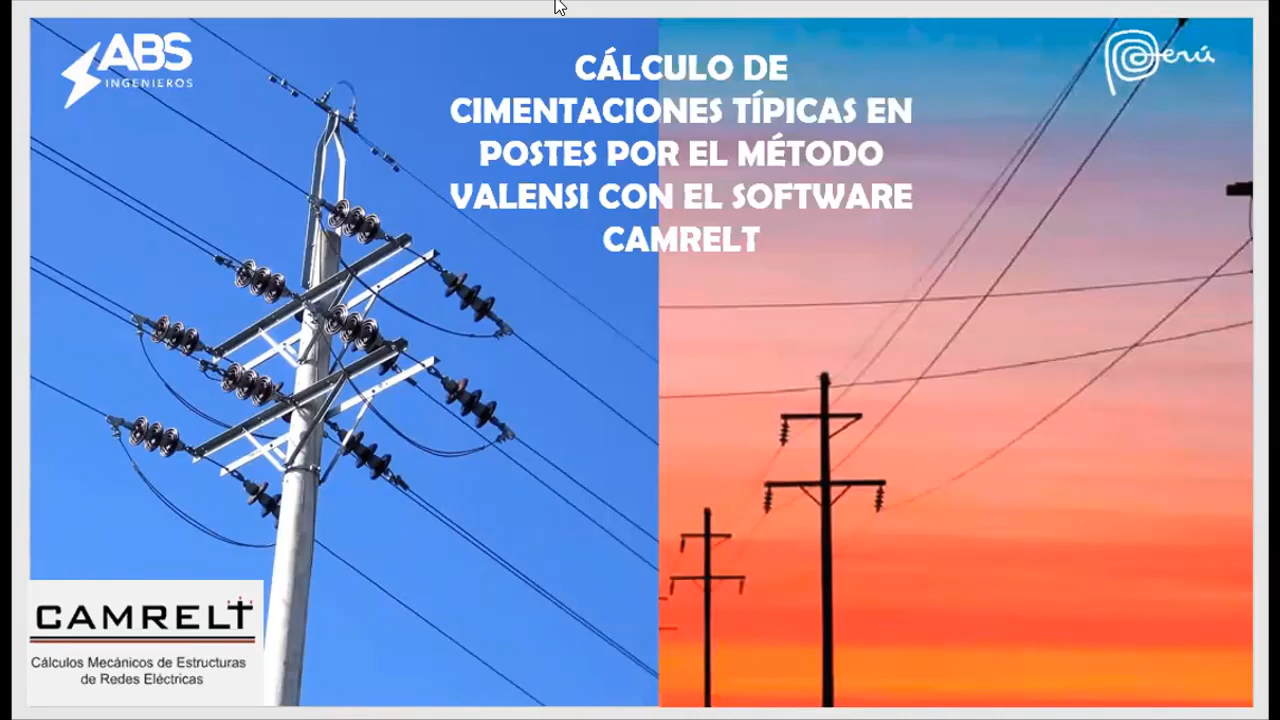 ABS
INGENIEROS
Perú
CÁLCULO DE
CIMENTACIONES TÍPICAS EN
POSTES POR EL MÉTODO
VALENSI CON EL SOFTWARE
CAMRELT
CAMRELT
Cálculos Mecánicos de Estructuras
de Redes Eléctricas